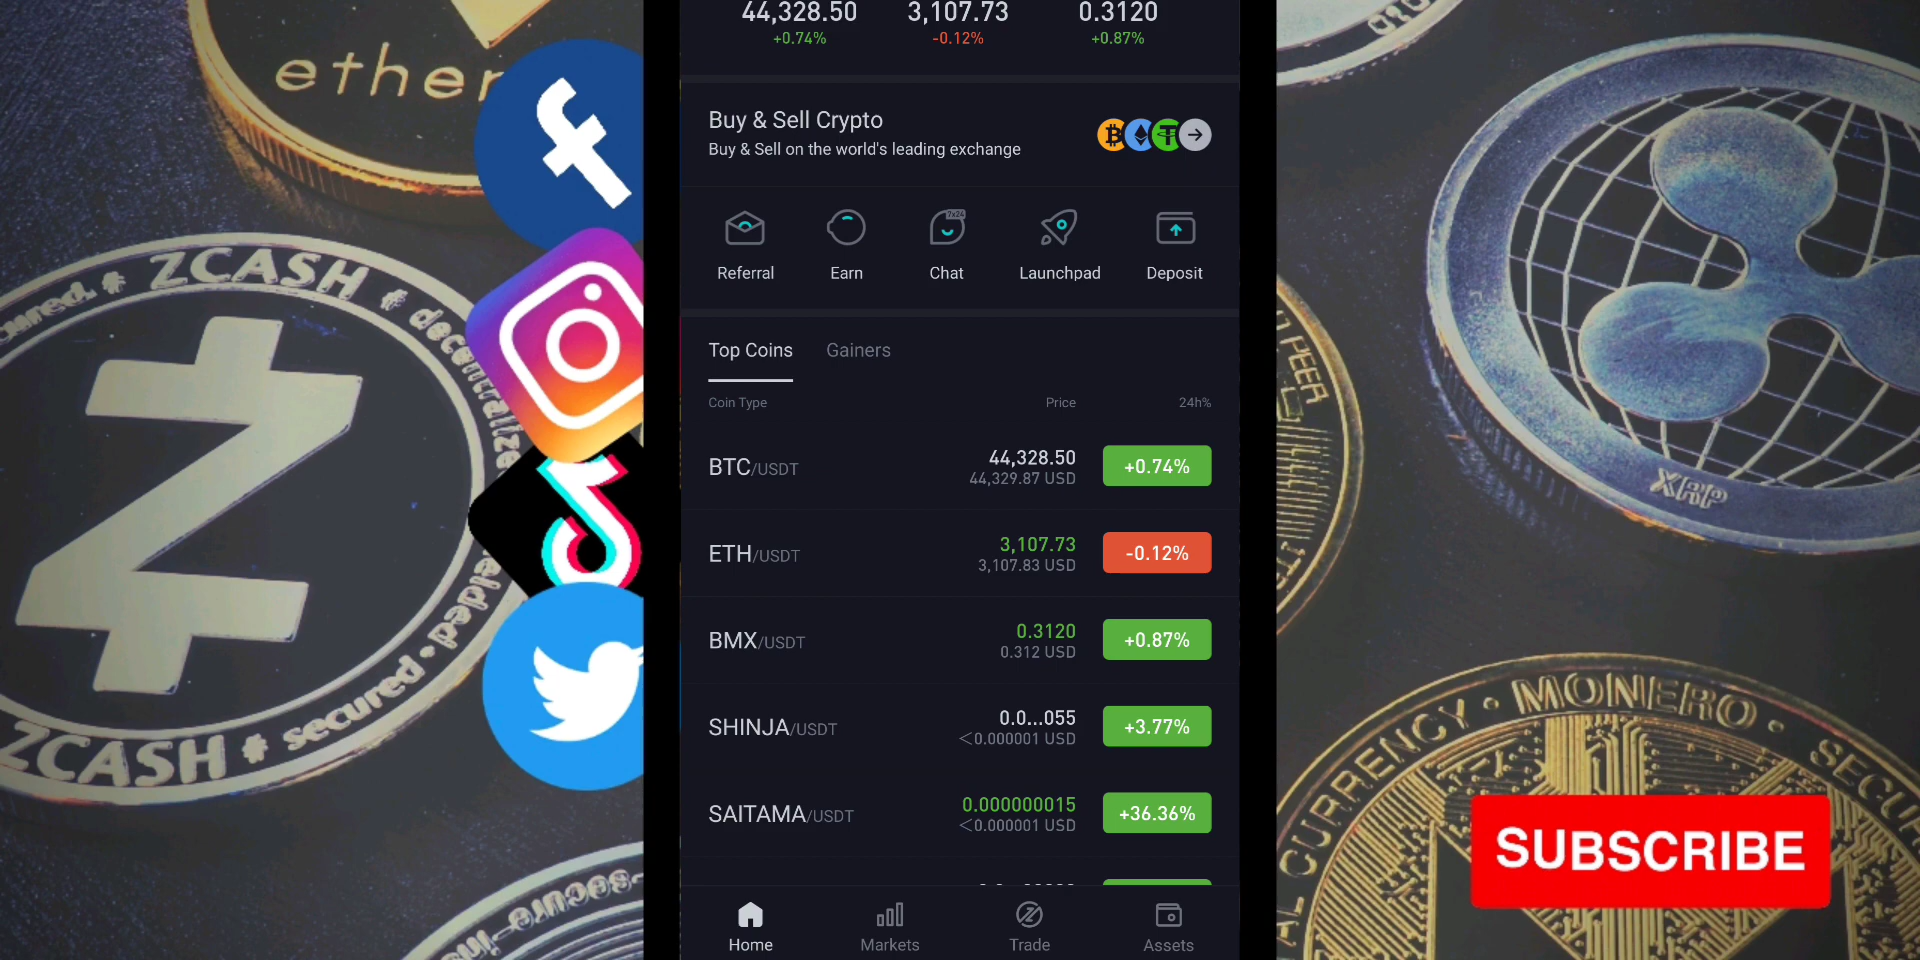 44,328.50 3,107.73 0.3120
+0.74% -0.12% +0.87%
Buy & Sell Crypto
Buy & Sell on the world's leading exchange
Referral Earn Chat Launchpad Deposit
Top Coins Gainers
Coin Type Price 24h%
BTC/USDT 44,328.50 +0.74%
44,329.87 USD
ETH/USDT 3,107.73 -0.12%
3,107.83 USD
BMX/USDT 0.3120 +0.87%
0.312 USD
SHINJA/USDT 0.0...055 +3.77%
<0.000001 USD
SAITAMA/USDT 0.000000015 +36.36%
<0.000001 USD
Home Markets Trade Assets
ether
ZCASH # decentralize
ZCASH # secured •
XRP
PEER
CURRENCY • MONERO • SECU
SUBSCRIBE